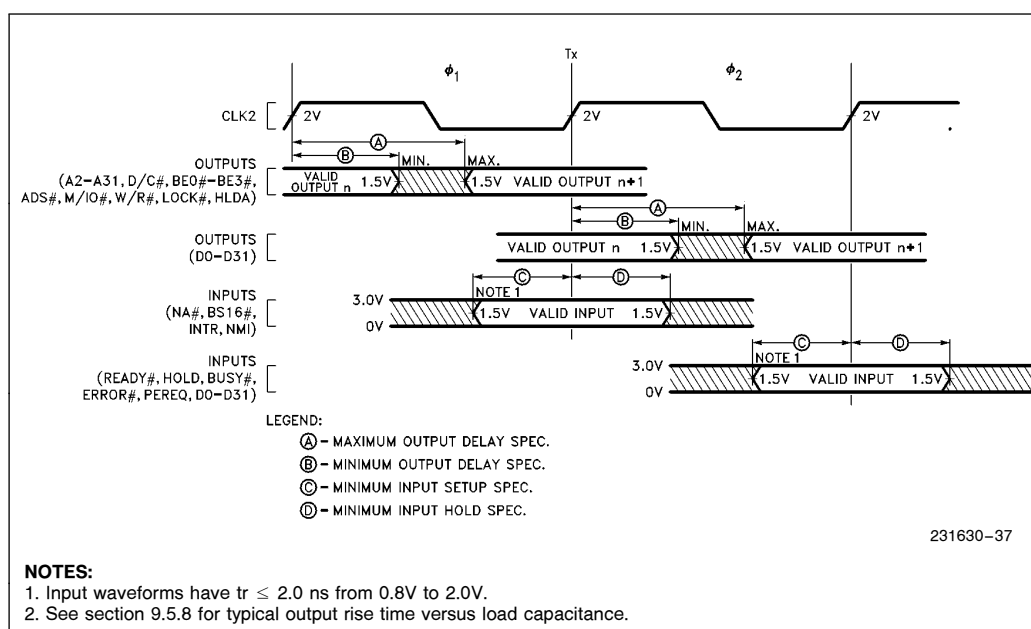 Tx
ϕ1 ϕ2
CLK2 2V 2V 2V
A
B MIN. MAX.
OUTPUTS
(A2-A31, D/C#, BE0#-BE3#,
ADS#, M/IO#, W/R#, LOCK#, HLDA)
VALID OUTPUT n 1.5V 1.5V VALID OUTPUT n+1
A
B MIN. MAX.
OUTPUTS
(D0-D31)
VALID OUTPUT n 1.5V 1.5V VALID OUTPUT n+1
C D
INPUTS
(NA#, BS16#,
INTR, NMI)
NOTE 1
3.0V
0V
1.5V VALID INPUT 1.5V
C D
INPUTS
(READY#, HOLD, BUSY#,
ERROR#, PEREQ, D0-D31)
NOTE 1
3.0V
0V
1.5V VALID INPUT 1.5V
LEGEND:
A - MAXIMUM OUTPUT DELAY SPEC.
B - MINIMUM OUTPUT DELAY SPEC.
C - MINIMUM INPUT SETUP SPEC.
D - MINIMUM INPUT HOLD SPEC.
231630-37
NOTES:
1. Input waveforms have tr ≤ 2.0 ns from 0.8V to 2.0V.
2. See section 9.5.8 for typical output rise time versus load capacitance.